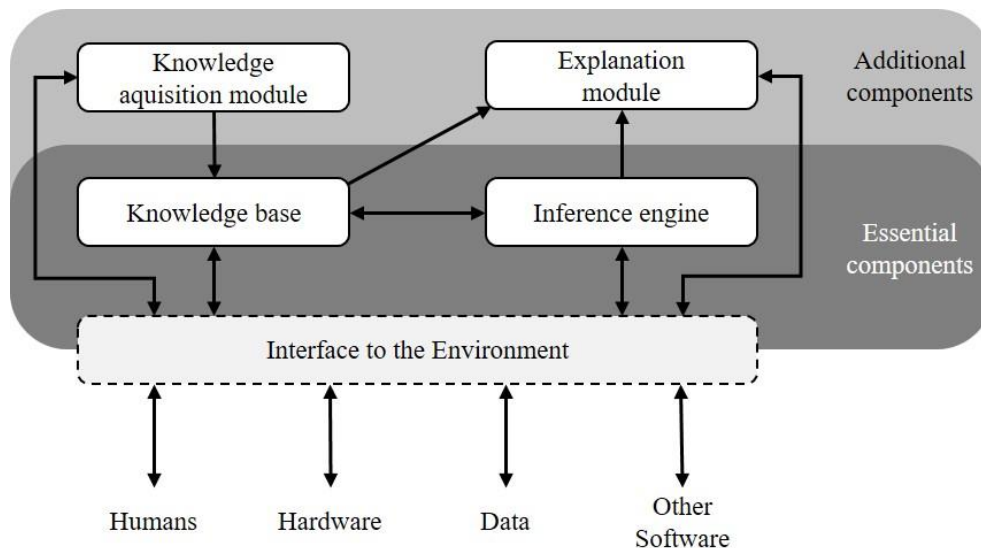 Knowledge
aquisition module
Explanation
module
Additional
components
Knowledge base
Inference engine
Essential
components
Interface to the Environment
Humans
Hardware
Data
Other
Software